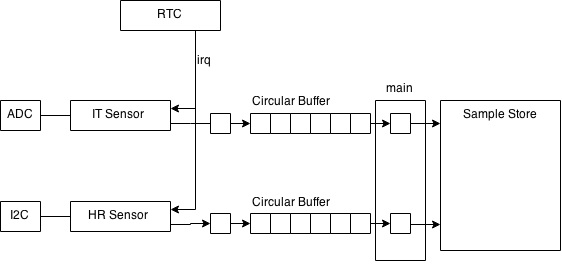 RTC
irq
Circular Buffer
main
ADC
IT Sensor
Sample Store
Circular Buffer
I2C
HR Sensor